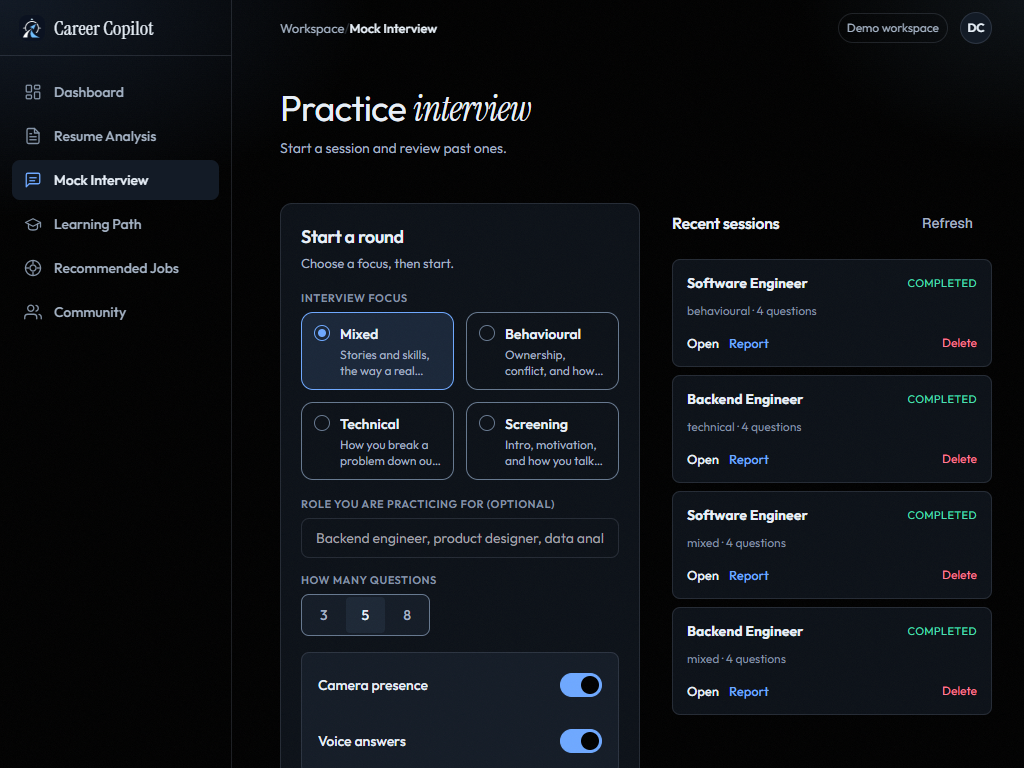 Career Copilot
Dashboard
Resume Analysis
Mock Interview
Learning Path
Recommended Jobs
Community
Workspace/Mock Interview
Demo workspace
DC
Practice interview
Start a session and review past ones.
Start a round
Choose a focus, then start.
INTERVIEW FOCUS
Mixed
Stories and skills,
the way a real...
Behavioural
Ownership,
conflict, and how...
Technical
How you break a
problem down ou...
Screening
Intro, motivation,
and how you talk...
ROLE YOU ARE PRACTICING FOR (OPTIONAL)
Backend engineer, product designer, data anal
HOW MANY QUESTIONS
3 5 8
Camera presence
Voice answers
Recent sessions
Refresh
Software Engineer
COMPLETED
behavioural · 4 questions
Open Report Delete
Backend Engineer
COMPLETED
technical · 4 questions
Open Report Delete
Software Engineer
COMPLETED
mixed · 4 questions
Open Report Delete
Backend Engineer
COMPLETED
mixed · 4 questions
Open Report Delete